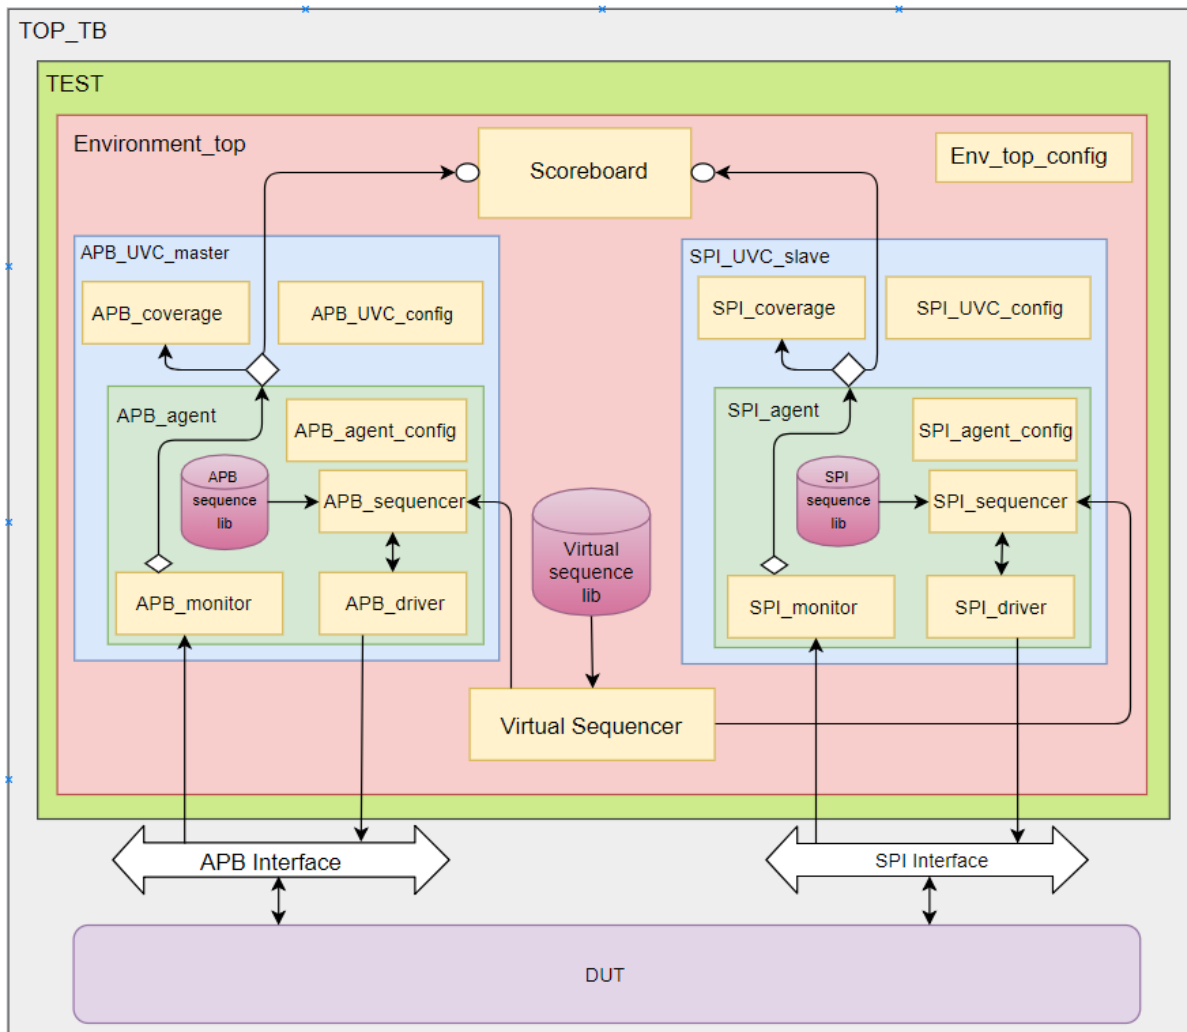 TOP_TB
TEST
Environment_top
Scoreboard
Env_top_config
APB_UVC_master
APB_coverage
APB_UVC_config
APB_agent
APB_agent_config
APB
sequence
lib
APB_sequencer
APB_monitor
APB_driver
Virtual
sequence
lib
Virtual Sequencer
SPI_UVC_slave
SPI_coverage
SPI_UVC_config
SPI_agent
SPI_agent_config
SPI
sequence
lib
SPI_sequencer
SPI_monitor
SPI_driver
APB Interface
SPI Interface
DUT